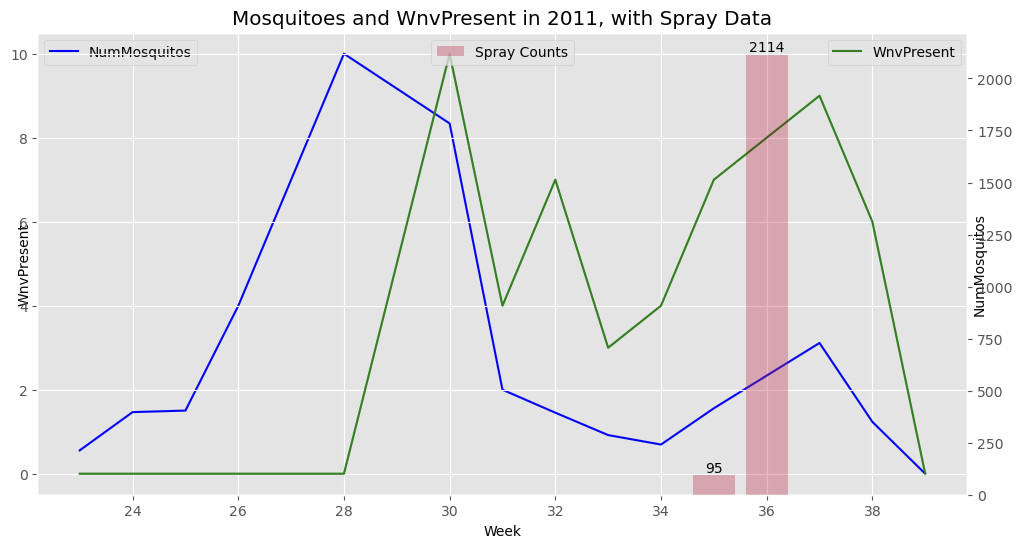 Mosquitoes and WnvPresent in 2011, with Spray Data
NumMosquitos
Spray Counts
WnvPresent
2114
95
10
8
6
4
2
0
WnvPresent
2000
1750
1500
1250
1000
750
500
250
0
NumMosquitos
24 26 28 30 32 34 36 38
Week